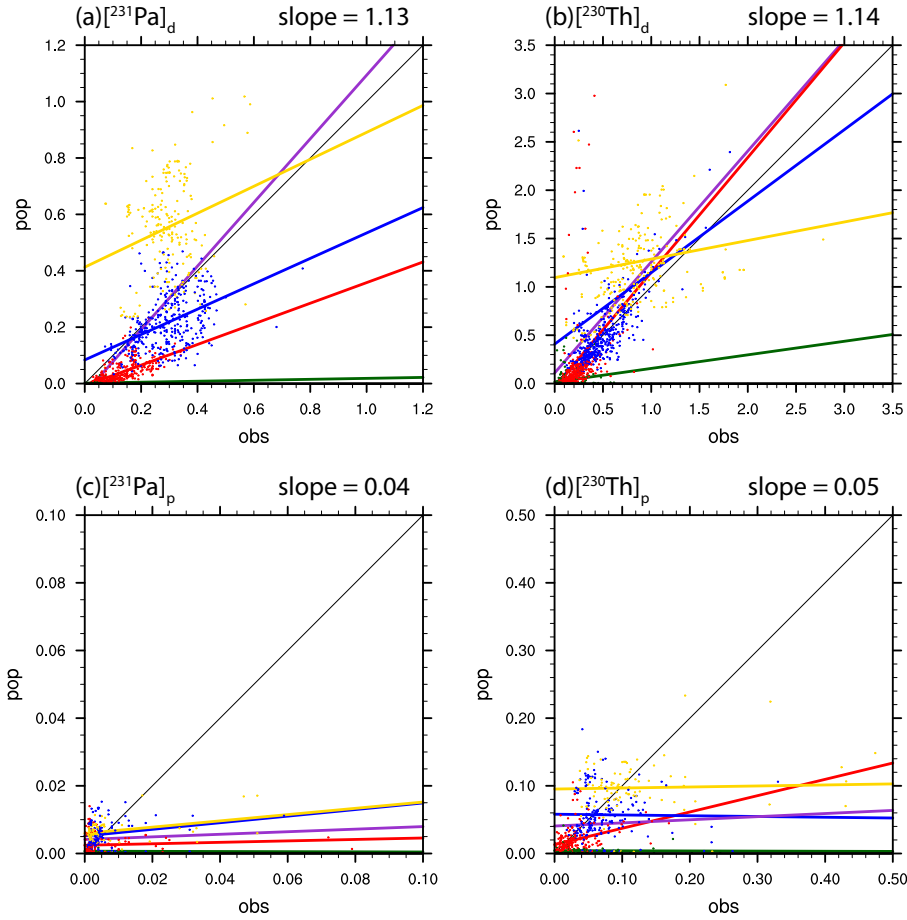 (a)[²³¹Pa]d slope = 1.13
(b)[²³⁰Th]d slope = 1.14
1.2
1.0
0.8
0.6
0.4
0.2
0.0
pop
0.0 0.2 0.4 0.6 0.8 1.0 1.2
obs
3.5
3.0
2.5
2.0
1.5
1.0
0.5
0.0
pop
0.0 0.5 1.0 1.5 2.0 2.5 3.0 3.5
obs
(c)[²³¹Pa]p slope = 0.04
(d)[²³⁰Th]p slope = 0.05
0.10
0.08
0.06
0.04
0.02
0.00
pop
0.00 0.02 0.04 0.06 0.08 0.10
obs
0.50
0.40
0.30
0.20
0.10
0.00
pop
0.00 0.10 0.20 0.30 0.40 0.50
obs